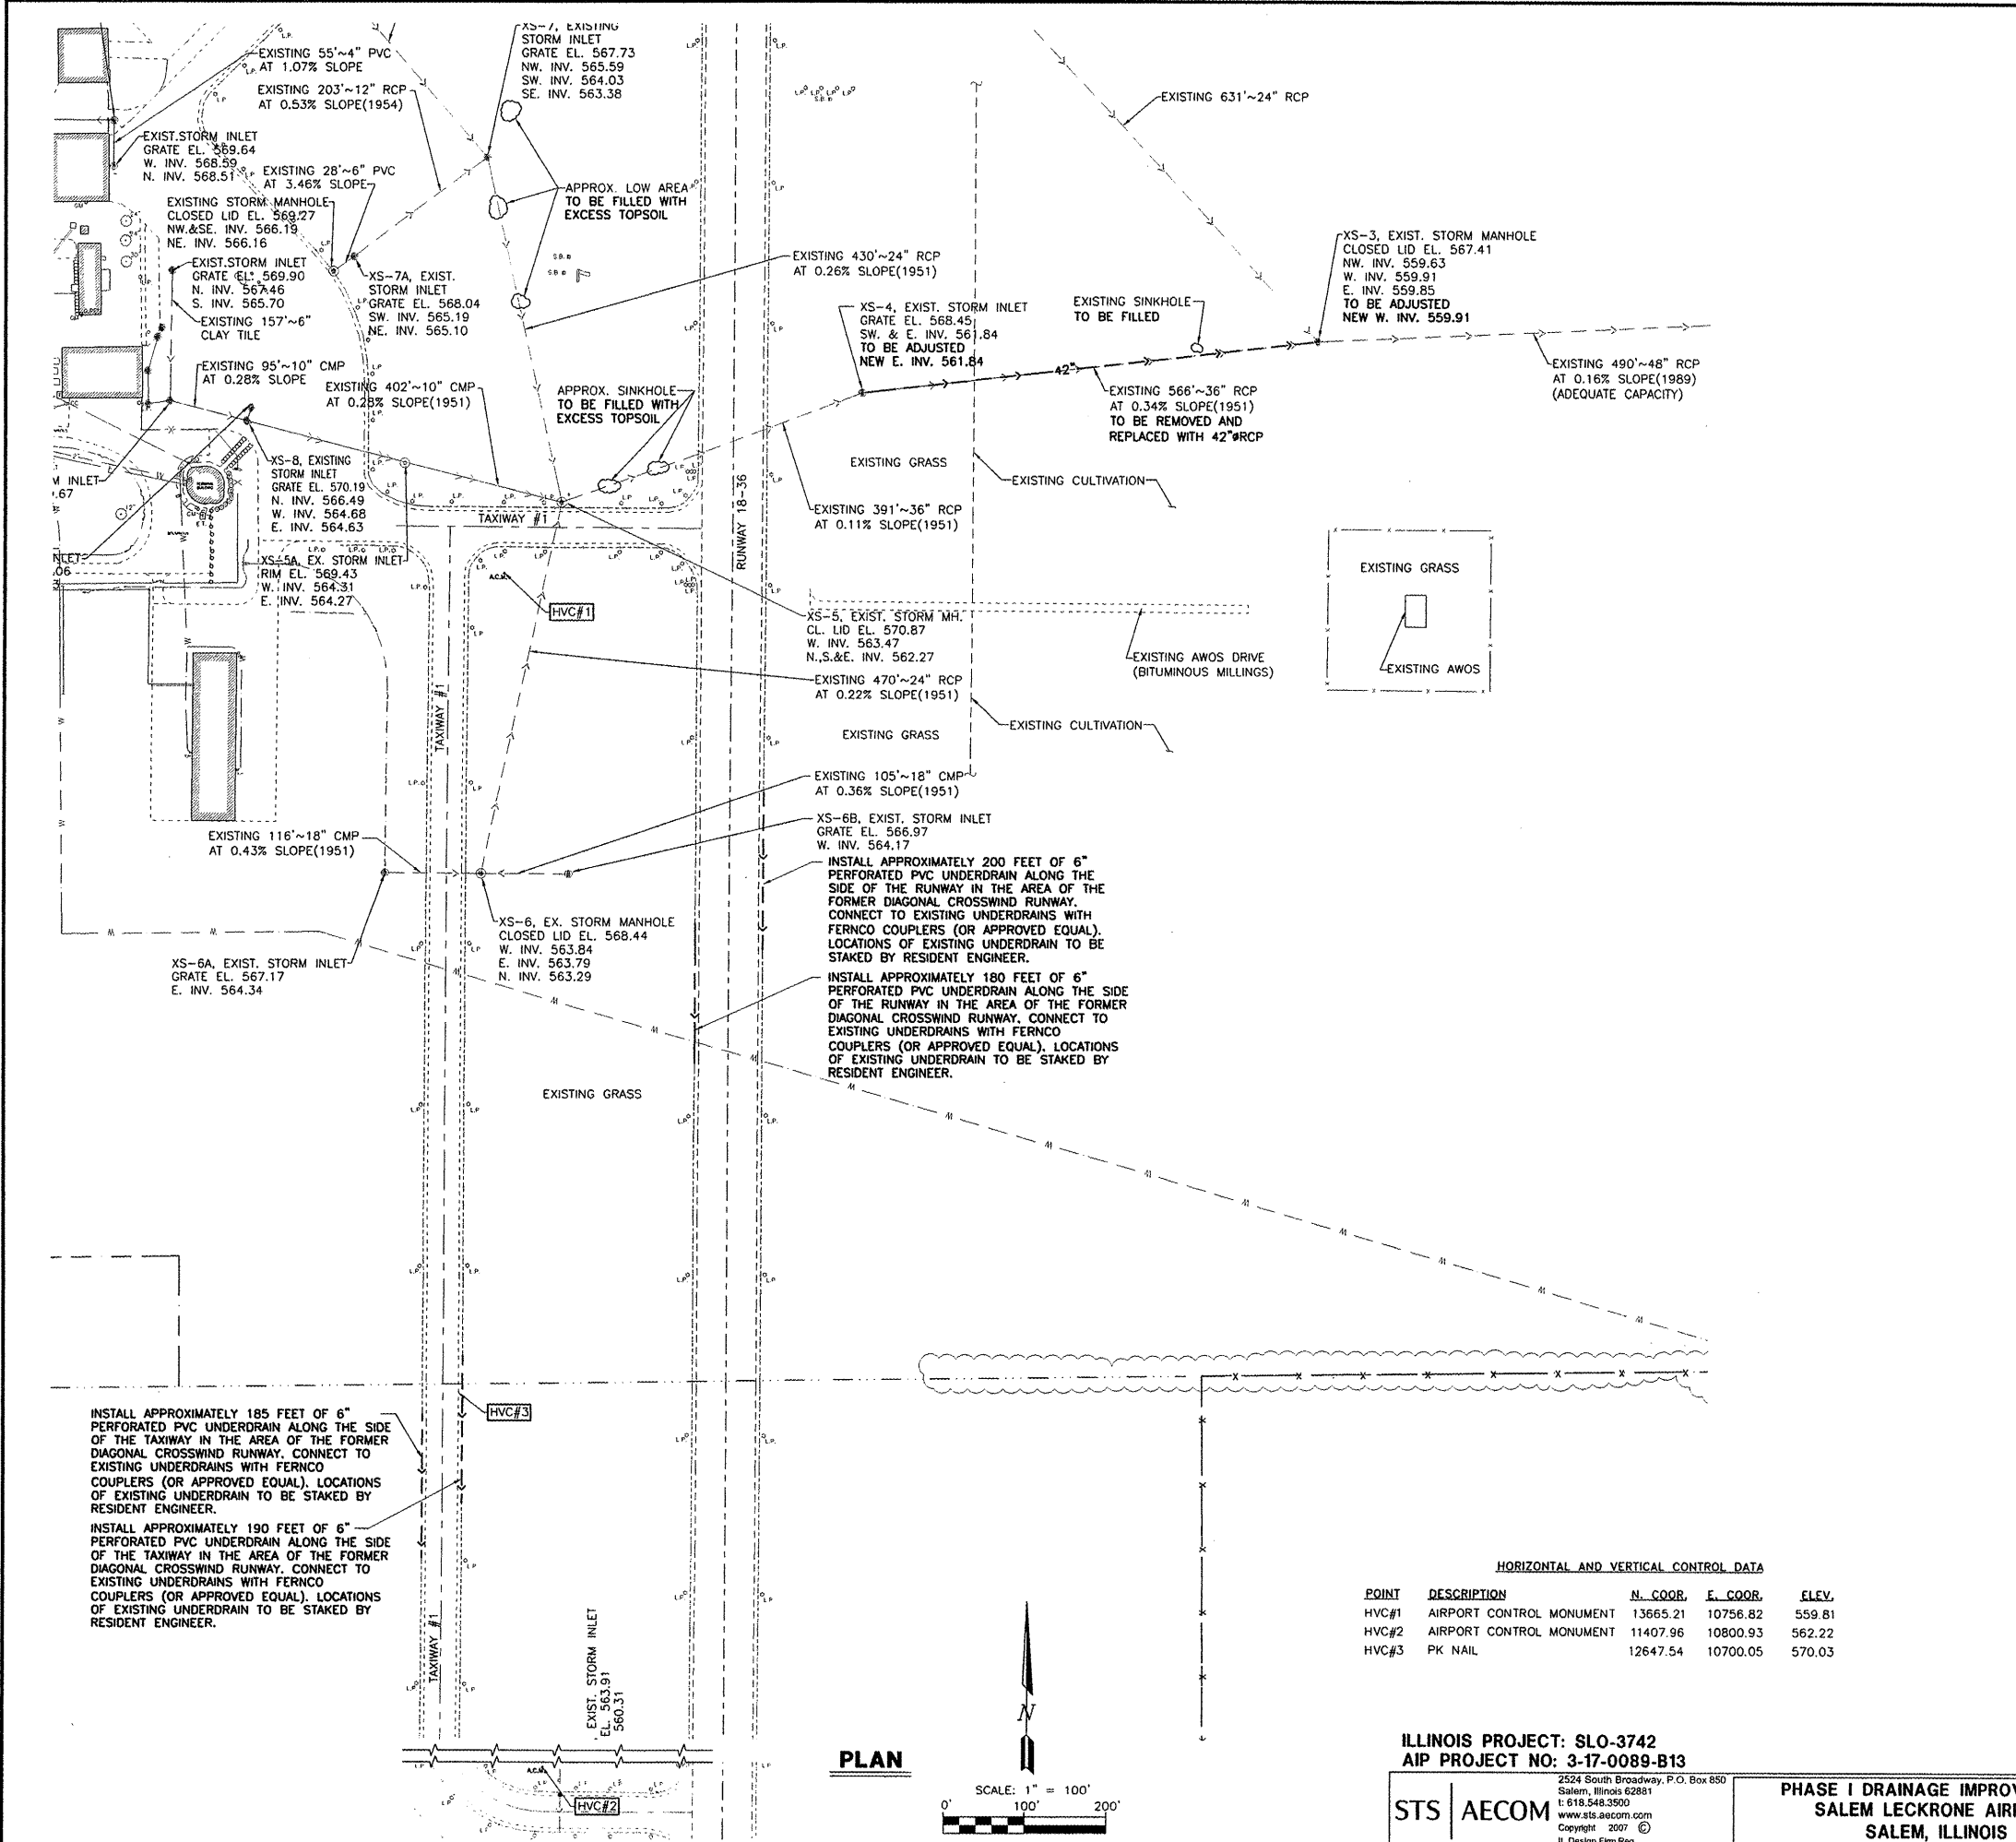 EXISTING 55'~4" PVC
AT 1.07% SLOPE
EXISTING 203'~12" RCP
AT 0.53% SLOPE(1954)
XS-7, EXISTING
STORM INLET
GRATE EL. 567.73
NW. INV. 565.59
SW. INV. 564.03
SE. INV. 563.38
EXISTING 631'~24" RCP
EXIST.STORM INLET
GRATE EL. 569.64
W. INV. 568.59
N. INV. 568.51
EXISTING 28'~6" PVC
AT 3.46% SLOPE
APPROX. LOW AREA
TO BE FILLED WITH
EXCESS TOPSOIL
EXISTING STORM MANHOLE
CLOSED LID EL. 569.27
NW.&SE. INV. 566.19
NE. INV. 566.16
EXIST.STORM INLET
GRATE EL. 569.90
N. INV. 567.46
S. INV. 565.70
EXISTING 157'~6"
CLAY TILE
XS-7A, EXIST.
STORM INLET
GRATE EL. 568.04
SW. INV. 565.19
NE. INV. 565.10
EXISTING 430'~24" RCP
AT 0.26% SLOPE(1951)
XS-4, EXIST. STORM INLET
GRATE EL. 568.45
SW. & E. INV. 561.84
TO BE ADJUSTED
NEW E. INV. 561.84
EXISTING SINKHOLE
TO BE FILLED
XS-3, EXIST. STORM MANHOLE
CLOSED LID EL. 567.41
NW. INV. 559.63
W. INV. 559.91
E. INV. 559.85
TO BE ADJUSTED
NEW W. INV. 559.91
EXISTING 95'~10" CMP
AT 0.28% SLOPE
EXISTING 402'~10" CMP
AT 0.28% SLOPE(1951)
APPROX. SINKHOLE
TO BE FILLED WITH
EXCESS TOPSOIL
42"
EXISTING 566'~36" RCP
AT 0.34% SLOPE(1951)
TO BE REMOVED AND
REPLACED WITH 42"øRCP
EXISTING 490'~48" RCP
AT 0.16% SLOPE(1989)
(ADEQUATE CAPACITY)
XS-8, EXISTING
STORM INLET
GRATE EL. 570.19
N. INV. 566.49
W. INV. 564.68
E. INV. 564.63
M INLET
.67
EXISTING GRASS
EXISTING CULTIVATION
EXISTING 391'~36" RCP
AT 0.11% SLOPE(1951)
TAXIWAY #1
RUNWAY 18-36
NLET
.06
XS-5A, EX. STORM INLET
RIM EL. 569.43
W. INV. 564.31
E. INV. 564.27
A.C.M.
HVC#1
EXISTING GRASS
EXISTING AWOS
XS-5, EXIST. STORM MH.
CL. LID EL. 570.87
W. INV. 563.47
N.,S.&E. INV. 562.27
EXISTING AWOS DRIVE
(BITUMINOUS MILLINGS)
EXISTING 470'~24" RCP
AT 0.22% SLOPE(1951)
TAXIWAY #1
EXISTING GRASS
EXISTING CULTIVATION
EXISTING 105'~18" CMP
AT 0.36% SLOPE(1951)
EXISTING 116'~18" CMP
AT 0.43% SLOPE(1951)
XS-6B, EXIST. STORM INLET
GRATE EL. 566.97
W. INV. 564.17
INSTALL APPROXIMATELY 200 FEET OF 6"
PERFORATED PVC UNDERDRAIN ALONG THE
SIDE OF THE RUNWAY IN THE AREA OF THE
FORMER DIAGONAL CROSSWIND RUNWAY.
CONNECT TO EXISTING UNDERDRAINS WITH
FERNCO COUPLERS (OR APPROVED EQUAL).
LOCATIONS OF EXISTING UNDERDRAIN TO BE
STAKED BY RESIDENT ENGINEER.
XS-6, EX. STORM MANHOLE
CLOSED LID EL. 568.44
W. INV. 563.84
E. INV. 563.79
N. INV. 563.29
XS-6A, EXIST. STORM INLET
GRATE EL. 567.17
E. INV. 564.34
INSTALL APPROXIMATELY 180 FEET OF 6"
PERFORATED PVC UNDERDRAIN ALONG THE SIDE
OF THE RUNWAY IN THE AREA OF THE FORMER
DIAGONAL CROSSWIND RUNWAY. CONNECT TO
EXISTING UNDERDRAINS WITH FERNCO
COUPLERS (OR APPROVED EQUAL). LOCATIONS
OF EXISTING UNDERDRAIN TO BE STAKED BY
RESIDENT ENGINEER.
EXISTING GRASS
HVC#3
INSTALL APPROXIMATELY 185 FEET OF 6"
PERFORATED PVC UNDERDRAIN ALONG THE SIDE
OF THE TAXIWAY IN THE AREA OF THE FORMER
DIAGONAL CROSSWIND RUNWAY. CONNECT TO
EXISTING UNDERDRAINS WITH FERNCO
COUPLERS (OR APPROVED EQUAL). LOCATIONS
OF EXISTING UNDERDRAIN TO BE STAKED BY
RESIDENT ENGINEER.
INSTALL APPROXIMATELY 190 FEET OF 6"
PERFORATED PVC UNDERDRAIN ALONG THE SIDE
OF THE TAXIWAY IN THE AREA OF THE FORMER
DIAGONAL CROSSWIND RUNWAY. CONNECT TO
EXISTING UNDERDRAINS WITH FERNCO
COUPLERS (OR APPROVED EQUAL). LOCATIONS
OF EXISTING UNDERDRAIN TO BE STAKED BY
RESIDENT ENGINEER.
TAXIWAY #1
EXIST. STORM INLET
EL. 563.91
560.31
A.C.M.
HVC#2
HORIZONTAL AND VERTICAL CONTROL DATA
POINT DESCRIPTION N. COOR. E. COOR. ELEV.
HVC#1 AIRPORT CONTROL MONUMENT 13665.21 10756.82 559.81
HVC#2 AIRPORT CONTROL MONUMENT 11407.96 10800.93 562.22
HVC#3 PK NAIL 12647.54 10700.05 570.03
PLAN
N
SCALE: 1" = 100'
0' 100' 200'
ILLINOIS PROJECT: SLO-3742
AIP PROJECT NO: 3-17-0089-B13
STS AECOM
2524 South Broadway, P.O. Box 850
Salem, Illinois 62881
t: 618.548.3500
www.sts.aecom.com
Copyright 2007 ©
IL Design Firm Reg
PHASE I DRAINAGE IMPROV
SALEM LECKRONE AIR
SALEM, ILLINOIS